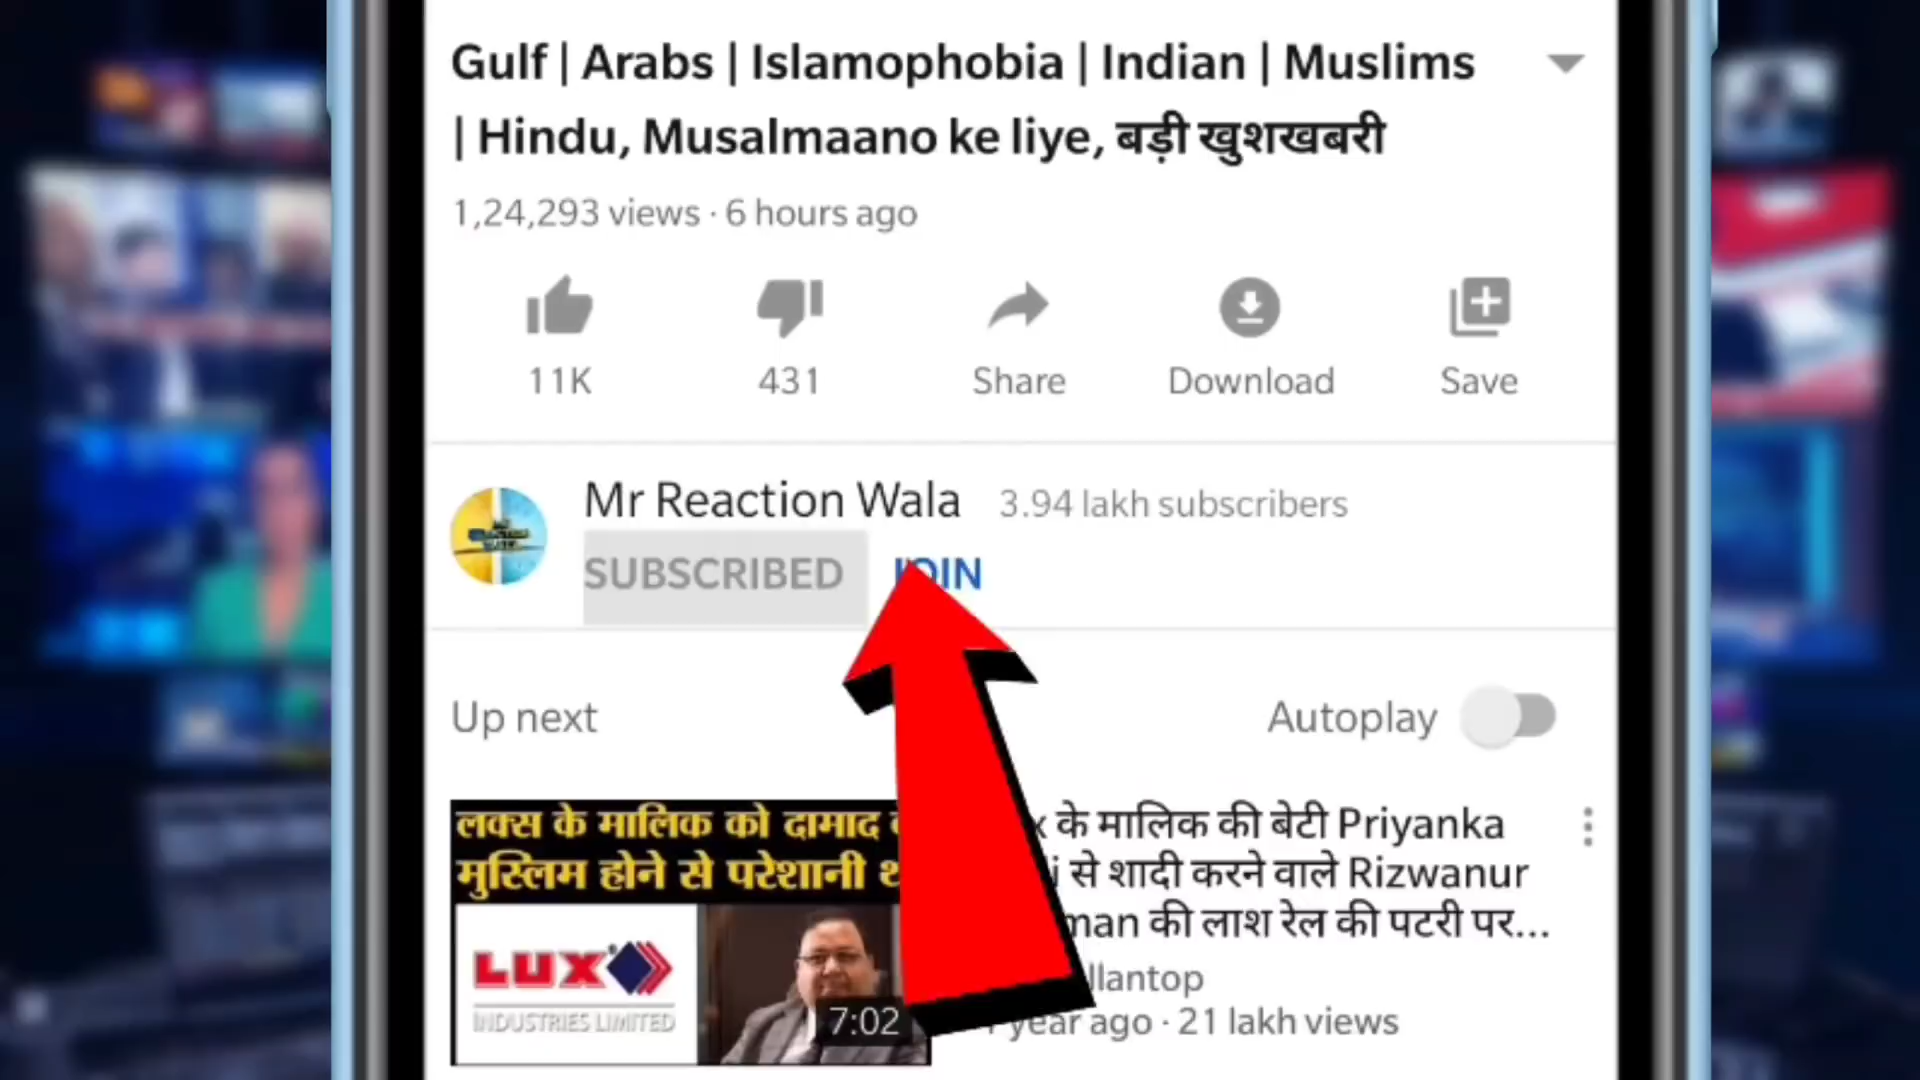 Gulf | Arabs | Islamophobia | Indian | Muslims
| Hindu, Musalmaano ke liye, बड़ी खुशखबरी
1,24,293 views · 6 hours ago
11K
431
Share
Download
Save
Mr Reaction Wala 3.94 lakh subscribers
SUBSCRIBED JOIN
Up next
Autoplay
लक्स के मालिक को दामाद
मुस्लिम होने से परेशानी
LUX
INDUSTRIES LIMITED
7:02
के मालिक की बेटी Priyanka
से शादी करने वाले Rizwanur
की लाश रेल की पटरी पर...
year ago · 21 lakh views